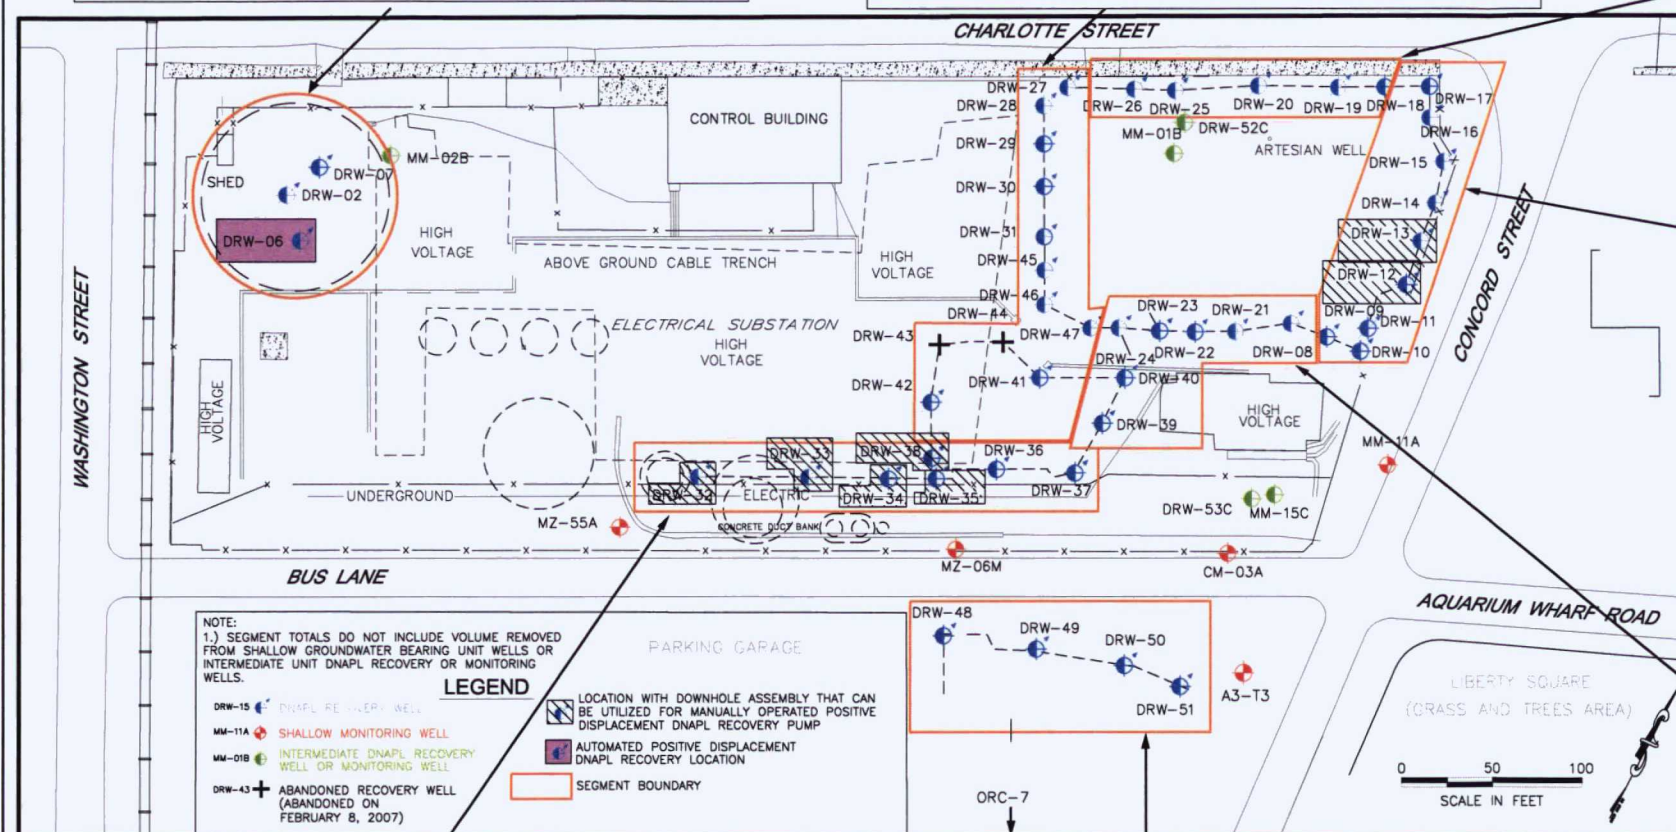 CHARLOTTE STREET
DRW-27
DRW-28
DRW-26
DRW-25
DRW-20
DRW-19
DRW-18
DRW-17
DRW-16
CONTROL BUILDING
MM-01B
DRW-52C
ARTESIAN WELL
DRW-29
DRW-15
MM-02B
DRW-07
SHED
DRW-02
DRW-30
DRW-14
DRW-06
HIGH
VOLTAGE
DRW-31
DRW-13
ABOVE GROUND CABLE TRENCH
HIGH
VOLTAGE
DRW-45
DRW-12
CONCORD STREET
WASHINGTON STREET
DRW-46
DRW-44
DRW-23
DRW-21
DRW-09
DRW-11
ELECTRICAL SUBSTATION
HIGH
VOLTAGE
DRW-43
DRW-47
DRW-24
DRW-22
DRW-08
DRW-10
DRW-42
DRW-41
DRW-40
HIGH
VOLTAGE
DRW-39
HIGH
VOLTAGE
MM-11A
DRW-33
DRW-38
DRW-36
DRW-32
DRW-34
DRW-35
DRW-37
UNDERGROUND
ELECTRIC
DRW-53C
MM-15C
MZ-55A
CONCRETE DUCT BANK
MZ-06M
CM-03A
BUS LANE
AQUARIUM WHARF ROAD
DRW-48
DRW-49
DRW-50
DRW-51
A3-T3
PARKING GARAGE
LIBERTY SQUARE
(GRASS AND TREES AREA)
NOTE:
1.) SEGMENT TOTALS DO NOT INCLUDE VOLUME REMOVED
FROM SHALLOW GROUNDWATER BEARING UNIT WELLS OR
INTERMEDIATE UNIT DNAPL RECOVERY OR MONITORING
WELLS.
LEGEND
DRW-15 DNAPL RECOVERY WELL
MM-11A SHALLOW MONITORING WELL
MM-01B INTERMEDIATE DNAPL RECOVERY
WELL OR MONITORING WELL
DRW-43 ABANDONED RECOVERY WELL
(ABANDONED ON
FEBRUARY 8, 2007)
LOCATION WITH DOWNHOLE ASSEMBLY THAT CAN
BE UTILIZED FOR MANUALLY OPERATED POSITIVE
DISPLACEMENT DNAPL RECOVERY PUMP
AUTOMATED POSITIVE DISPLACEMENT
DNAPL RECOVERY LOCATION
SEGMENT BOUNDARY
ORC-7
0 50 100
SCALE IN FEET